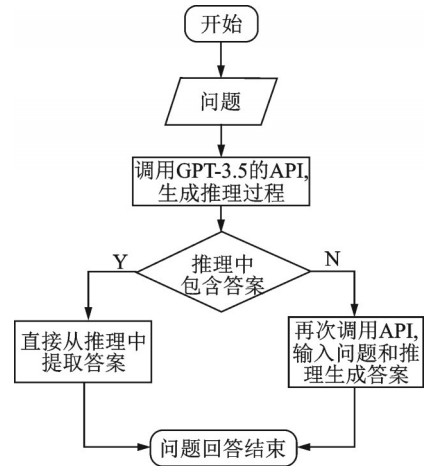 开始
问题
调用GPT-3.5的API,
生成推理过程
Y
N
推理中
包含答案
直接从推理中
提取答案
再次调用API,
输入问题和推
理生成答案
问题回答结束